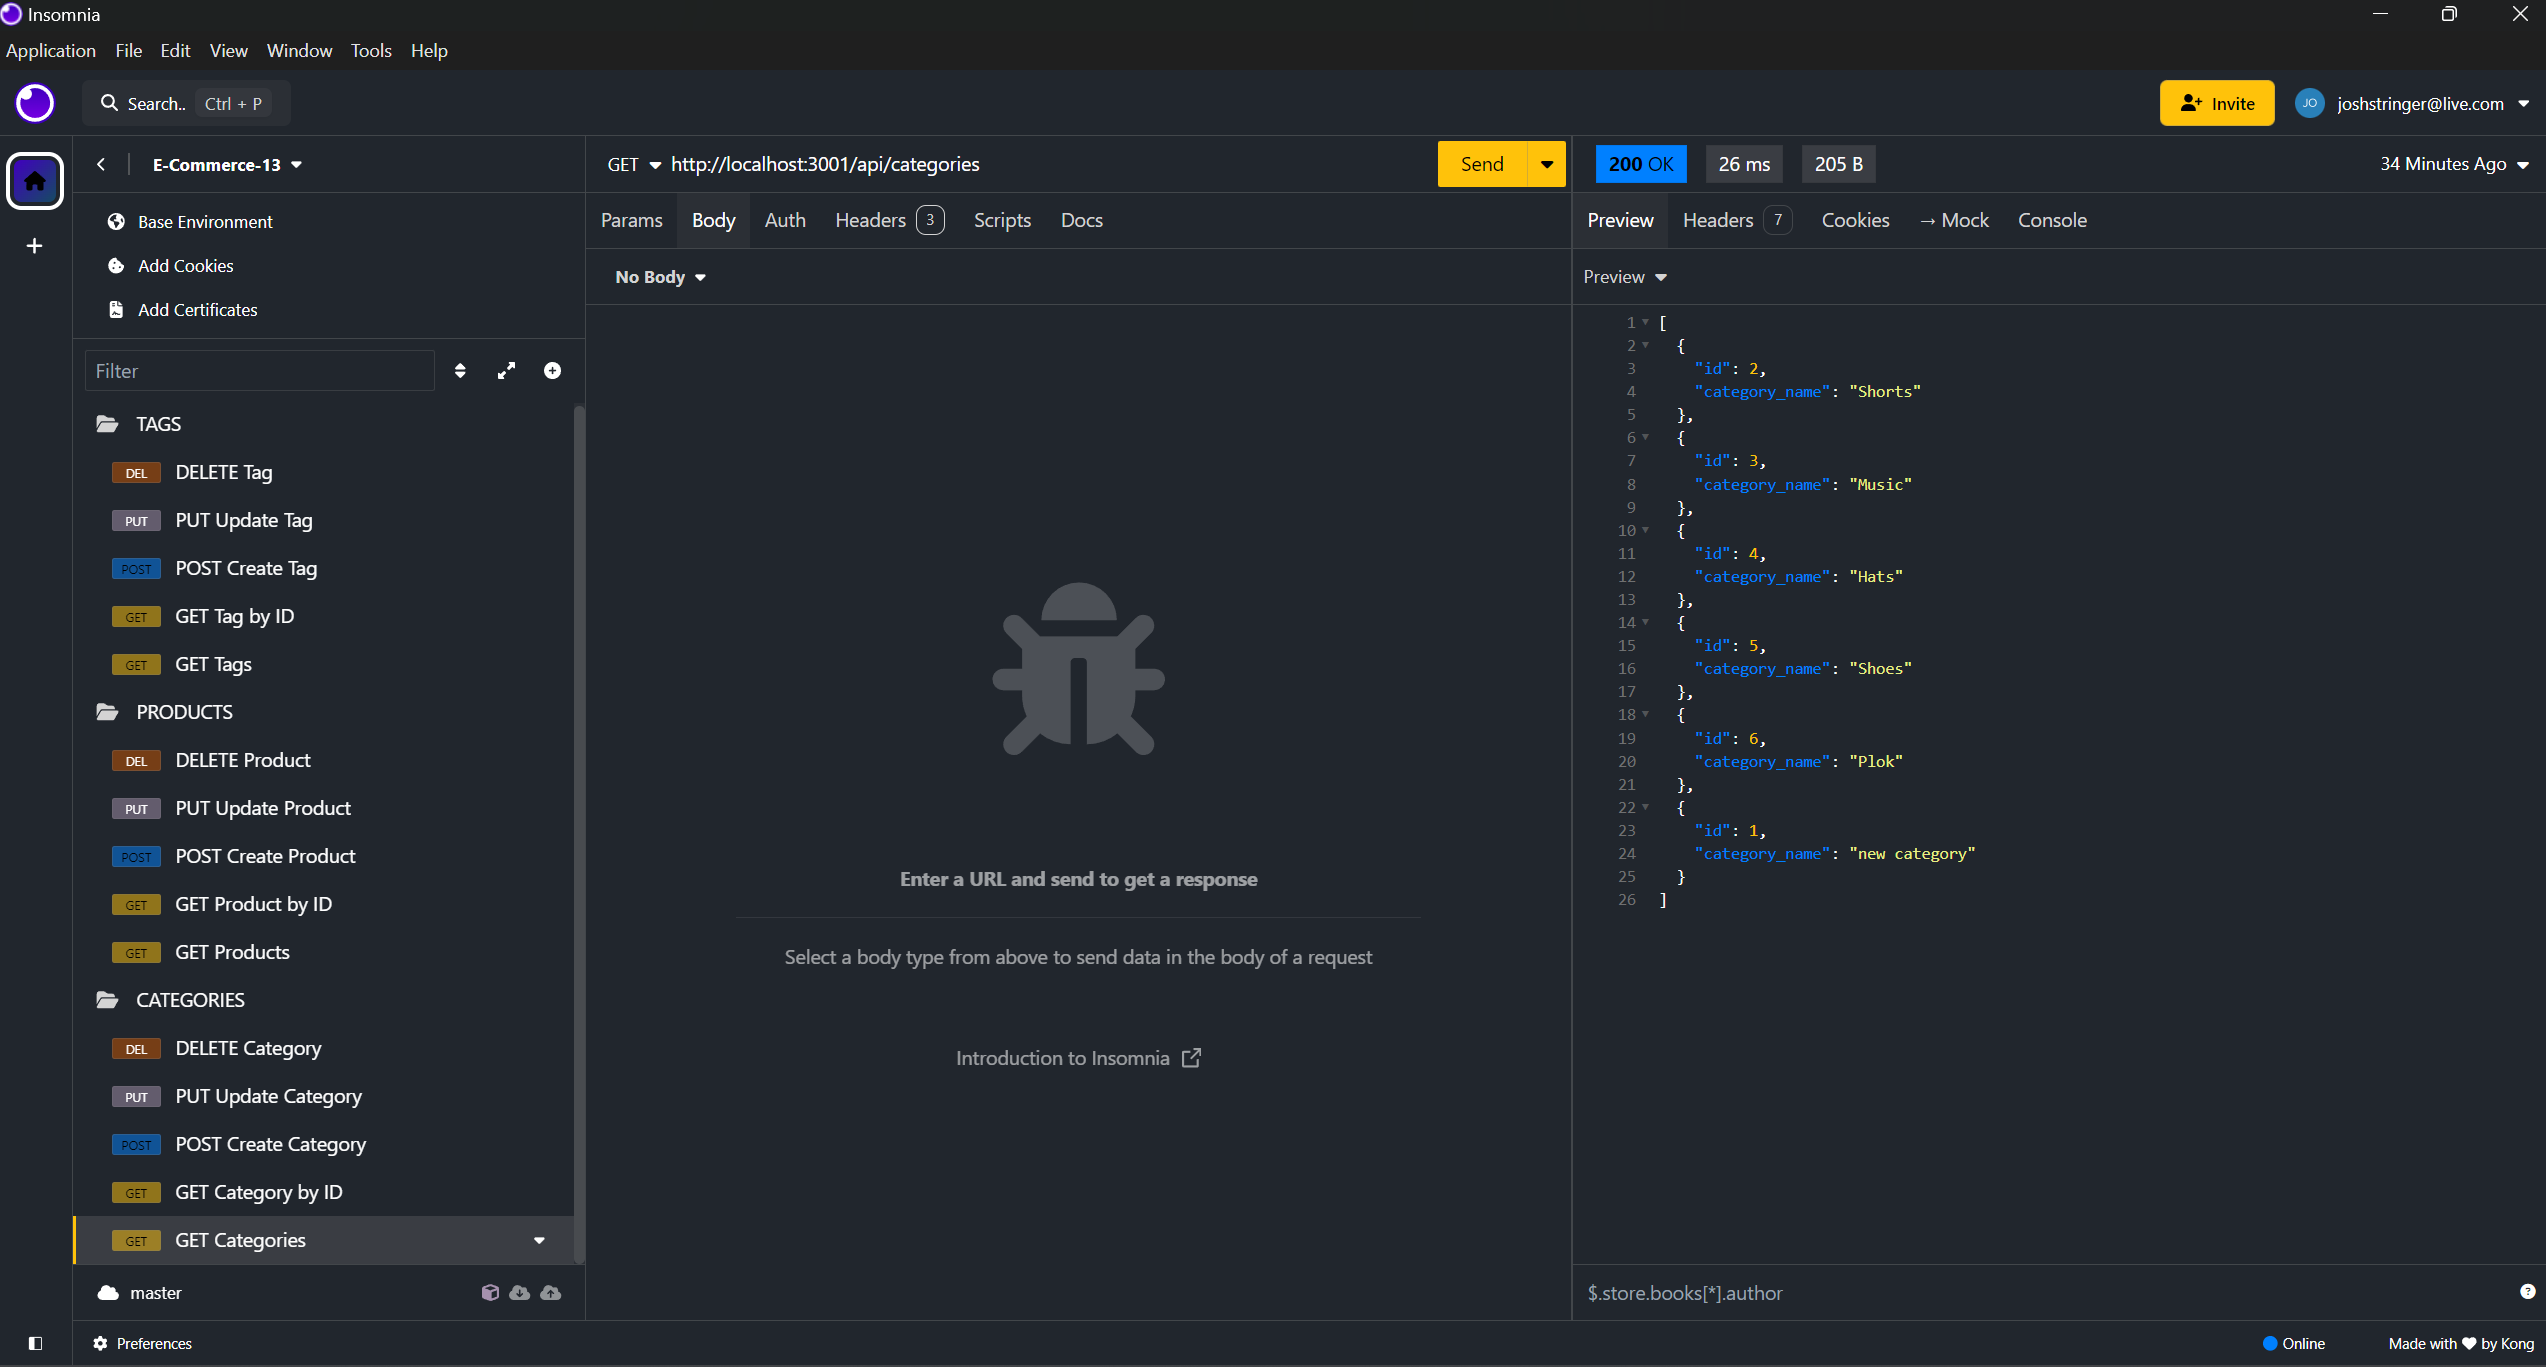 Insomnia
Application File Edit View Window Tools Help
Search.. Ctrl + P
Invite
JO joshstringer@live.com
E-Commerce-13
Base Environment
Add Cookies
Add Certificates
Filter
TAGS
DEL DELETE Tag
PUT PUT Update Tag
POST POST Create Tag
GET GET Tag by ID
GET GET Tags
PRODUCTS
DEL DELETE Product
PUT PUT Update Product
POST POST Create Product
GET GET Product by ID
GET GET Products
CATEGORIES
DEL DELETE Category
PUT PUT Update Category
POST POST Create Category
GET GET Category by ID
GET GET Categories
master
Preferences
GET http://localhost:3001/api/categories
Send
Params Body Auth Headers 3 Scripts Docs
No Body
Enter a URL and send to get a response
Select a body type from above to send data in the body of a request
Introduction to Insomnia
200 OK 26 ms 205 B
34 Minutes Ago
Preview Headers 7 Cookies → Mock Console
Preview
1 [
2 {
3 "id": 2,
4 "category_name": "Shorts"
5 },
6 {
7 "id": 3,
8 "category_name": "Music"
9 },
10 {
11 "id": 4,
12 "category_name": "Hats"
13 },
14 {
15 "id": 5,
16 "category_name": "Shoes"
17 },
18 {
19 "id": 6,
20 "category_name": "Plok"
21 },
22 {
23 "id": 1,
24 "category_name": "new category"
25 }
26 ]
$.store.books[*].author
?
Online
Made with ♥ by Kong